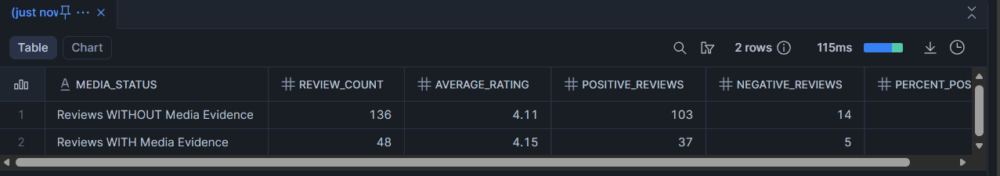 (just now
Table Chart 2 rows 115ms
MEDIA_STATUS REVIEW_COUNT AVERAGE_RATING POSITIVE_REVIEWS NEGATIVE_REVIEWS PERCENT_POS
1 Reviews WITHOUT Media Evidence 136 4.11 103 14
2 Reviews WITH Media Evidence 48 4.15 37 5